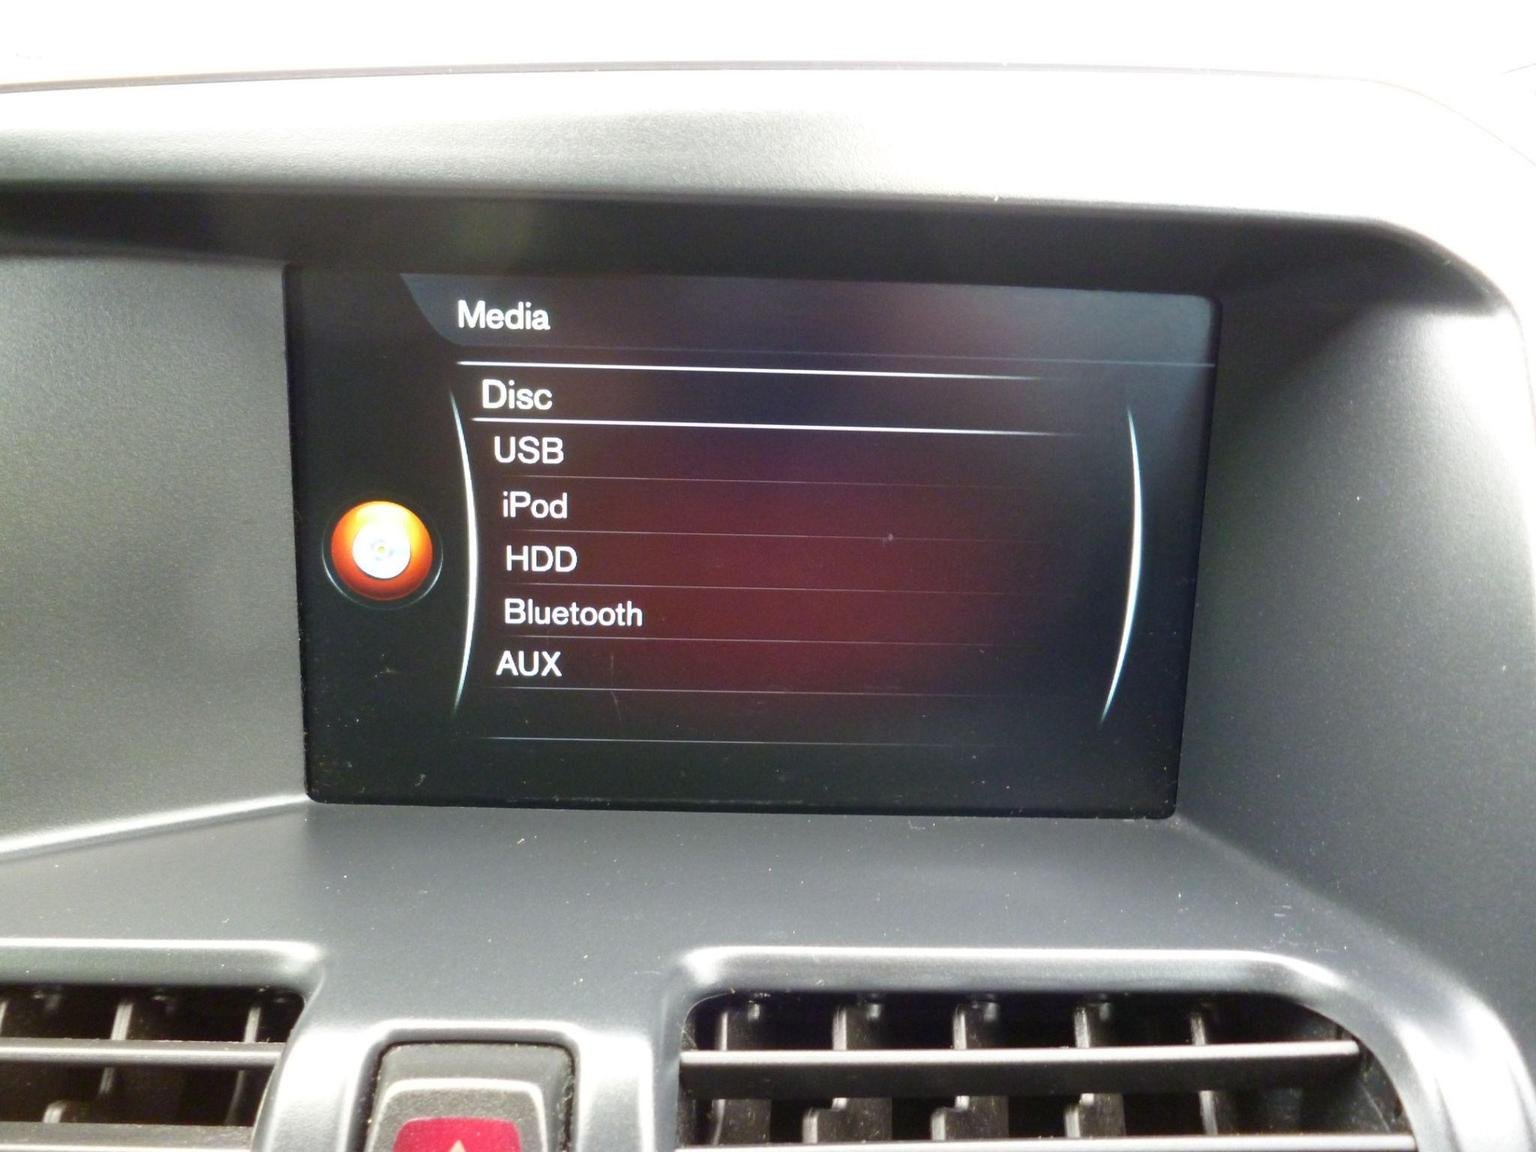 Media
Disc
USB
iPod
HDD
Bluetooth
AUX